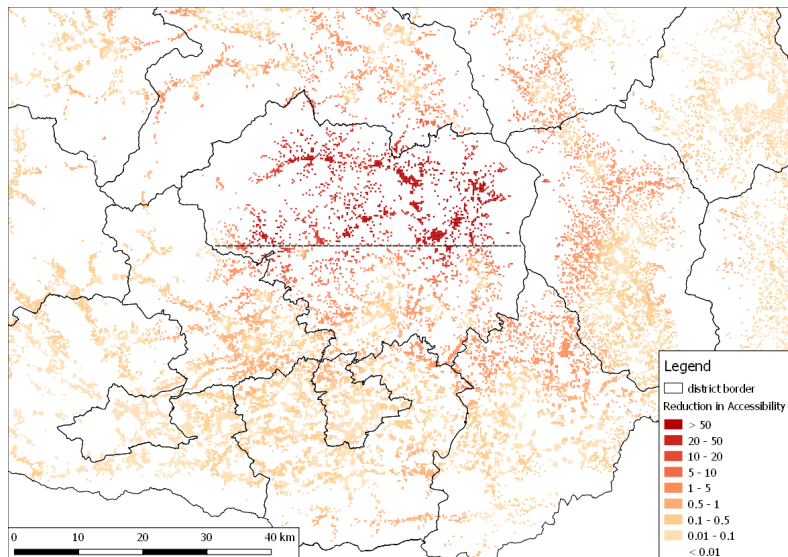 Legend
district border
Reduction in Accessibility
> 50
20 - 50
10 - 20
5 - 10
1 - 5
0.5 - 1
0.1 - 0.5
0.01 - 0.1
< 0.01
0 10 20 30 40 km